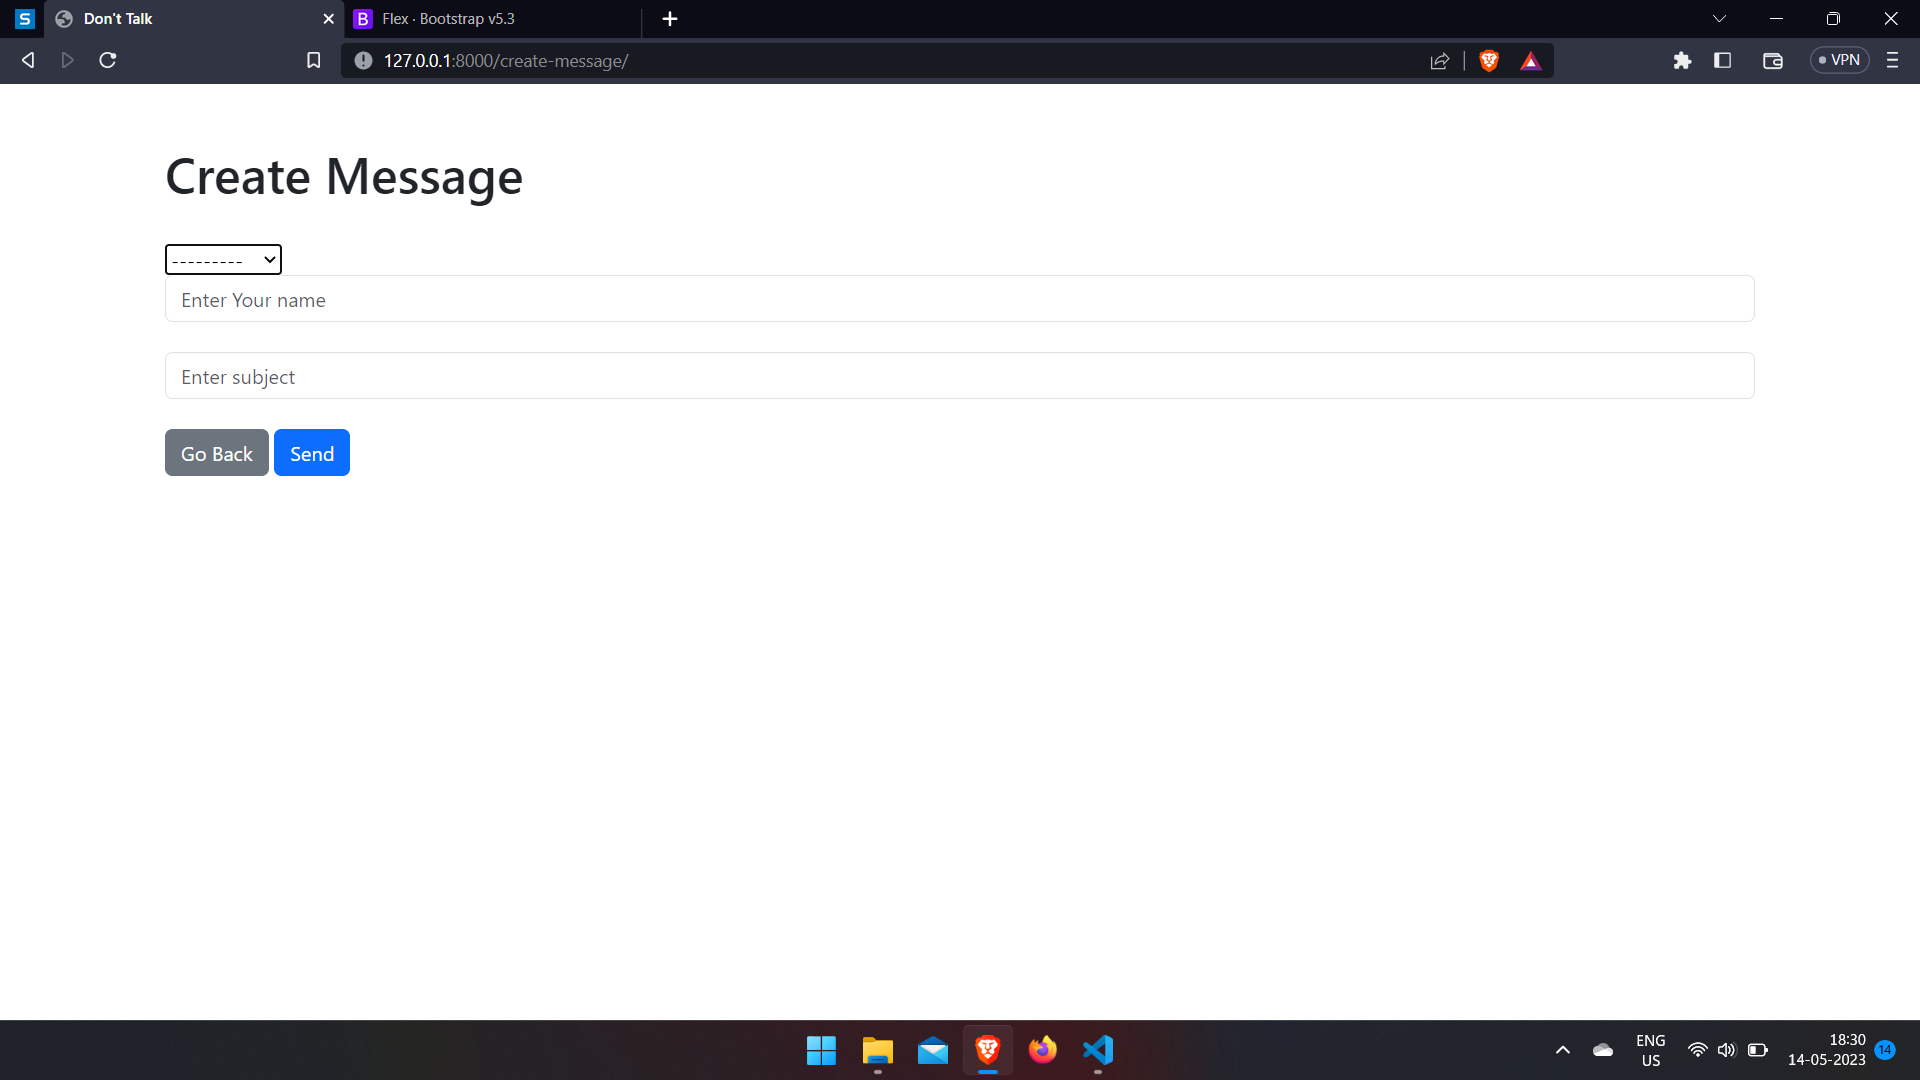 S
Don't Talk
B
Flex · Bootstrap v5.3
127.0.0.1:8000/create-message/
VPN
Create Message
---------
Enter Your name
Enter subject
Go Back
Send
ENG
US
18:30
14-05-2023
14